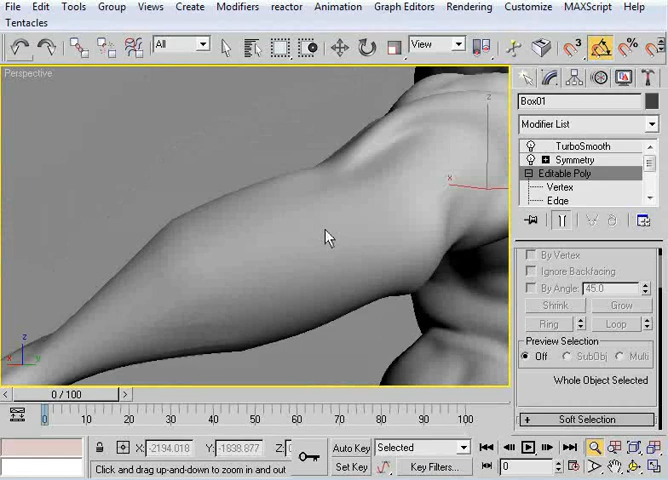 File Edit Tools Group Views Create Modifiers reactor Animation Graph Editors Rendering Customize MAXScript Help
Tentacles
All View 3 %
Perspective
Box01
Modifier List
TurboSmooth
Symmetry
Editable Poly
Vertex
Edge
By Vertex
Ignore Backfacing
By Angle: 45.0
Shrink Grow
Ring Loop
Preview Selection
Off SubObj Multi
Whole Object Selected
+ Soft Selection
z
x
z
x y
< 0 / 100 >
0 10 20 30 40 50 60 70 80 90 100
X: -2194.018 Y: -1838.877 Z: Auto Key Selected
Click and drag up-and-down to zoom in and out Set Key Key Filters... 0